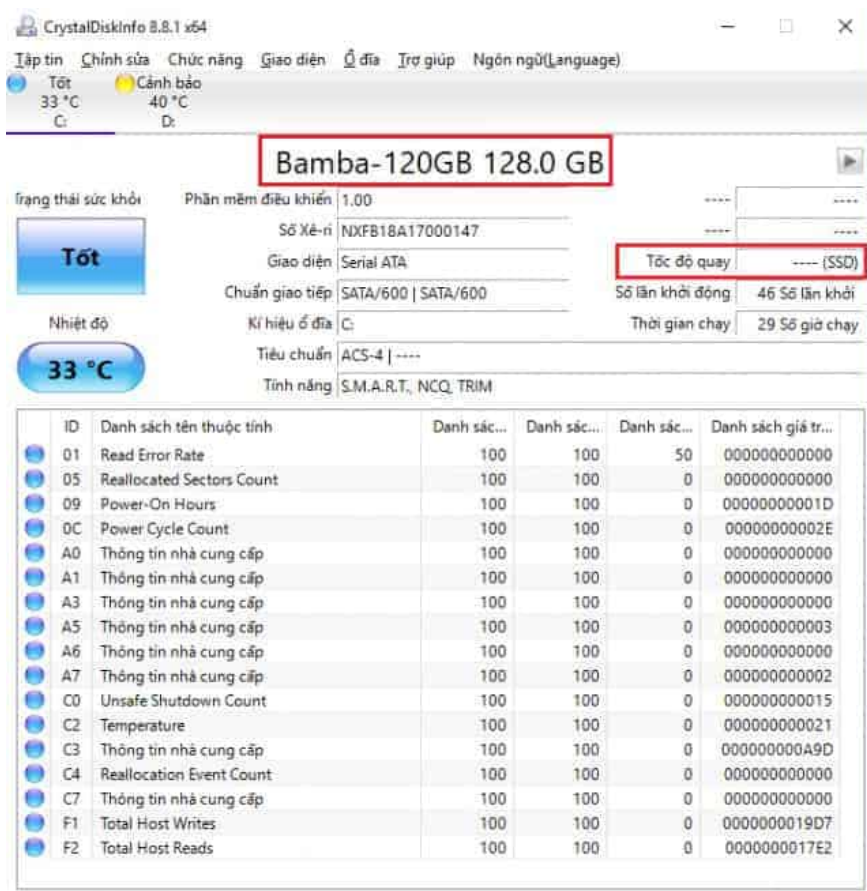 CrystalDiskInfo 8.8.1 x64
Tập tin Chỉnh sửa Chức năng Giao diện Ổ đĩa Trợ giúp Ngôn ngữ(Language)
Tốt Cảnh báo
33 °C 40 °C
C: D:
Bamba-120GB 128.0 GB
Trạng thái sức khỏe Phần mềm điều khiển 1.00 ---- ----
Số Xê-ri NXFB18A17000147 ---- ----
Tốt Giao diện Serial ATA Tốc độ quay ---- (SSD)
Chuẩn giao tiếp SATA/600 | SATA/600 Số lần khởi động 46 Số lần khởi
Nhiệt độ Kí hiệu ổ đĩa C: Thời gian chạy 29 Số giờ chạy
33 °C Tiêu chuẩn ACS-4 | ----
Tính năng S.M.A.R.T., NCQ, TRIM
ID Danh sách tên thuộc tính Danh sác... Danh sác... Danh sác... Danh sách giá tr...
01 Read Error Rate 100 100 50 000000000000
05 Reallocated Sectors Count 100 100 0 000000000000
09 Power-On Hours 100 100 0 00000000001D
0C Power Cycle Count 100 100 0 00000000002E
A0 Thông tin nhà cung cấp 100 100 0 000000000000
A1 Thông tin nhà cung cấp 100 100 0 000000000000
A3 Thông tin nhà cung cấp 100 100 0 000000000000
A5 Thông tin nhà cung cấp 100 100 0 000000000003
A6 Thông tin nhà cung cấp 100 100 0 000000000000
A7 Thông tin nhà cung cấp 100 100 0 000000000002
C0 Unsafe Shutdown Count 100 100 0 000000000015
C2 Temperature 100 100 0 000000000021
C3 Thông tin nhà cung cấp 100 100 0 000000000A9D
C4 Reallocation Event Count 100 100 0 000000000000
C7 Thông tin nhà cung cấp 100 100 0 000000000000
F1 Total Host Writes 100 100 0 0000000019D7
F2 Total Host Reads 100 100 0 0000000017E2